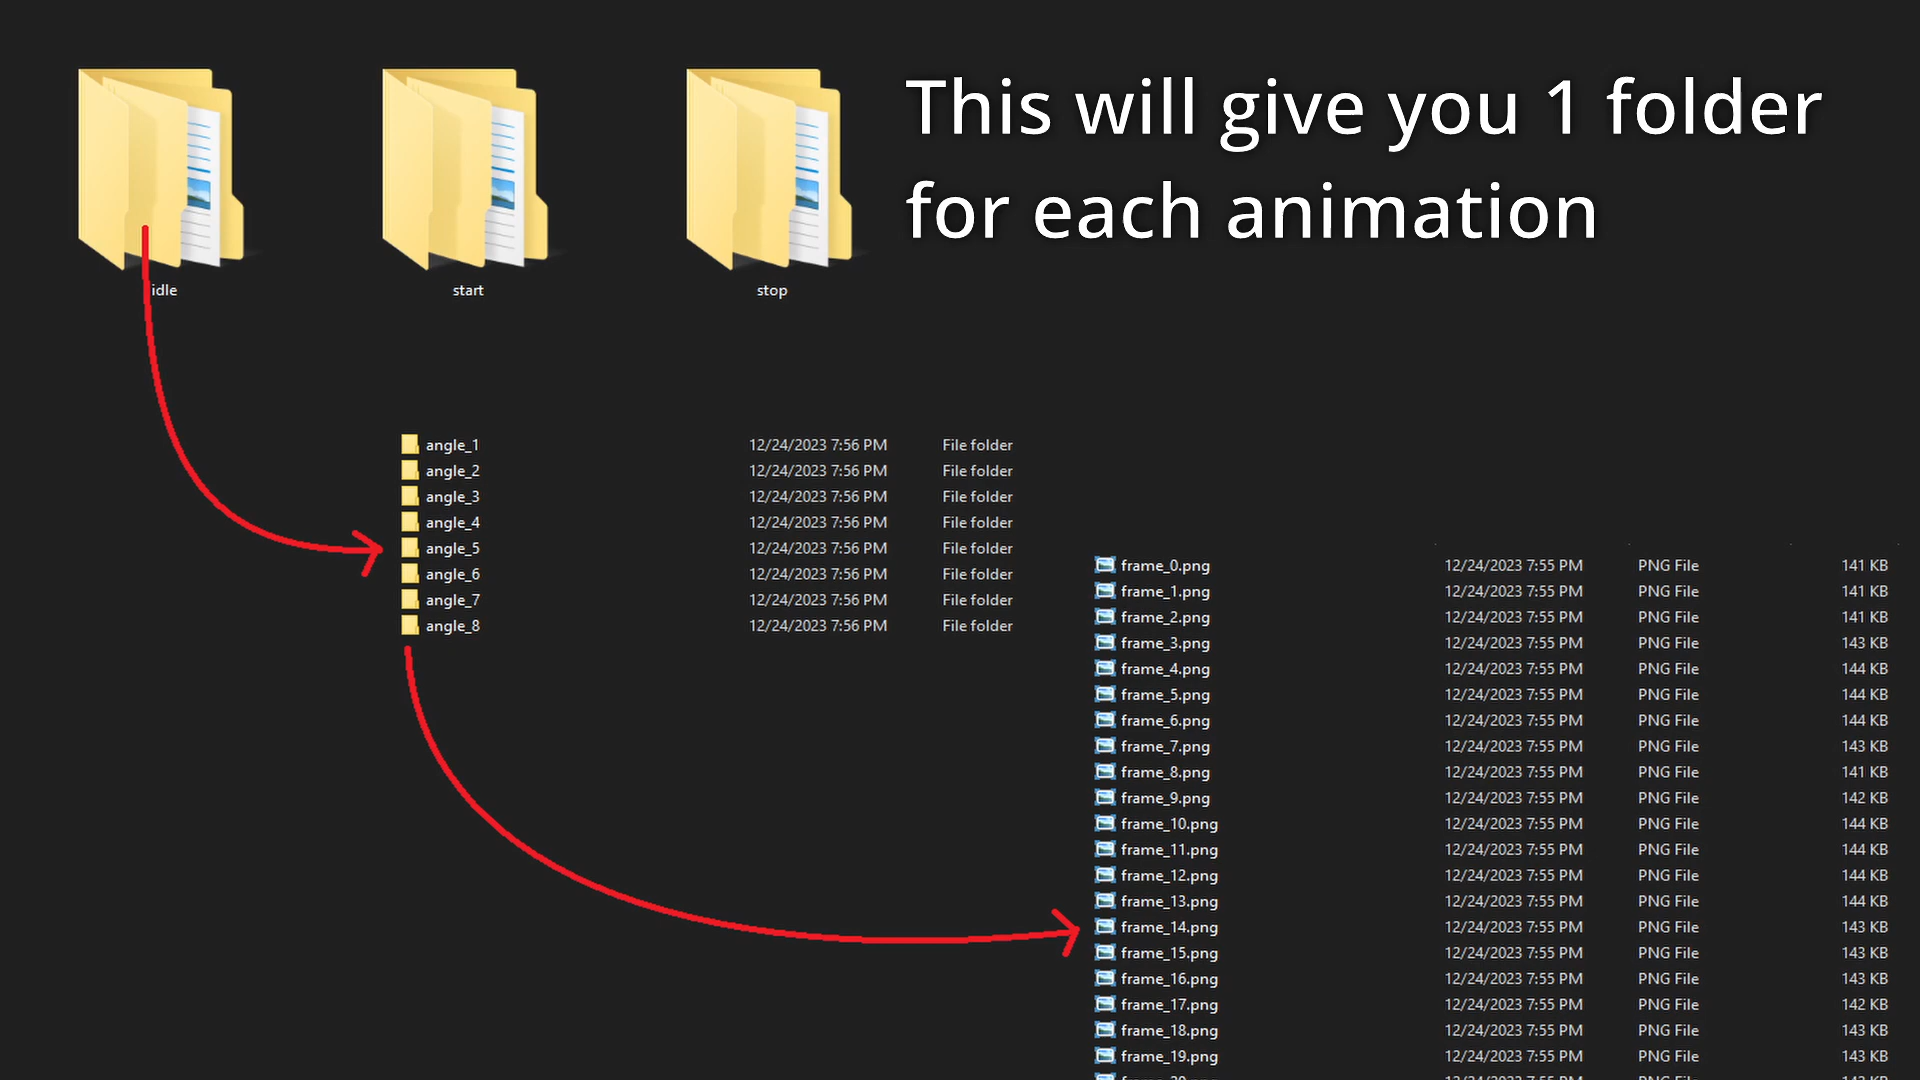 This will give you 1 folder
for each animation
idle
start
stop
angle_1 12/24/2023 7:56 PM File folder
angle_2 12/24/2023 7:56 PM File folder
angle_3 12/24/2023 7:56 PM File folder
angle_4 12/24/2023 7:56 PM File folder
angle_5 12/24/2023 7:56 PM File folder
angle_6 12/24/2023 7:56 PM File folder
angle_7 12/24/2023 7:56 PM File folder
angle_8 12/24/2023 7:56 PM File folder
frame_0.png 12/24/2023 7:55 PM PNG File 141 KB
frame_1.png 12/24/2023 7:55 PM PNG File 141 KB
frame_2.png 12/24/2023 7:55 PM PNG File 141 KB
frame_3.png 12/24/2023 7:55 PM PNG File 143 KB
frame_4.png 12/24/2023 7:55 PM PNG File 144 KB
frame_5.png 12/24/2023 7:55 PM PNG File 144 KB
frame_6.png 12/24/2023 7:55 PM PNG File 144 KB
frame_7.png 12/24/2023 7:55 PM PNG File 143 KB
frame_8.png 12/24/2023 7:55 PM PNG File 141 KB
frame_9.png 12/24/2023 7:55 PM PNG File 142 KB
frame_10.png 12/24/2023 7:55 PM PNG File 144 KB
frame_11.png 12/24/2023 7:55 PM PNG File 144 KB
frame_12.png 12/24/2023 7:55 PM PNG File 144 KB
frame_13.png 12/24/2023 7:55 PM PNG File 144 KB
frame_14.png 12/24/2023 7:55 PM PNG File 143 KB
frame_15.png 12/24/2023 7:55 PM PNG File 143 KB
frame_16.png 12/24/2023 7:55 PM PNG File 143 KB
frame_17.png 12/24/2023 7:55 PM PNG File 142 KB
frame_18.png 12/24/2023 7:55 PM PNG File 143 KB
frame_19.png 12/24/2023 7:55 PM PNG File 143 KB